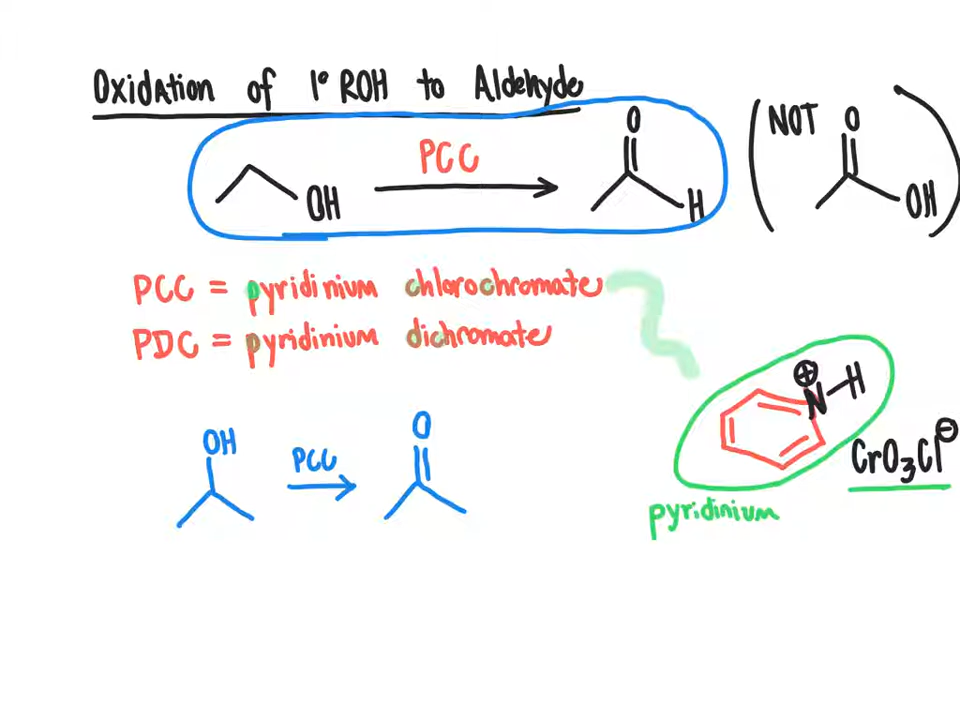 Oxidation of 1° ROH to Aldehyde
OH
PCC
O
H
NOT
O
OH
PCC = pyridinium chlorochromate
PDC = pyridinium dichromate
⊕
N-H
CrO₃Cl⊖
pyridinium
OH
PCC
O